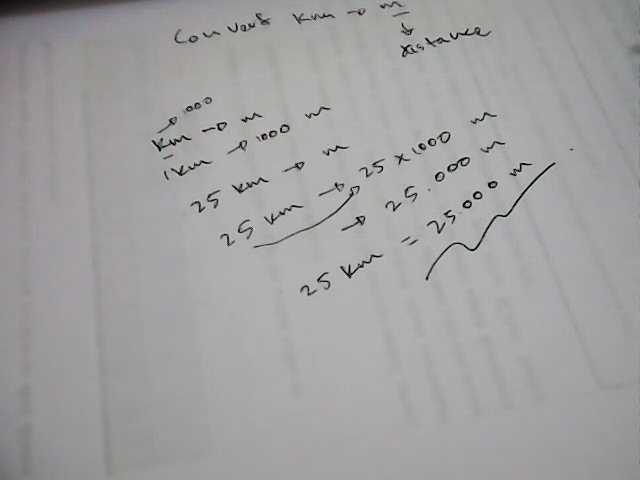 Convert km → m
↓
distance
→ 1000
km → m
1km → 1000 m
25 km → m
25 km → 25 × 1000 m
→ 25.000 m
25 km = 25.000 m